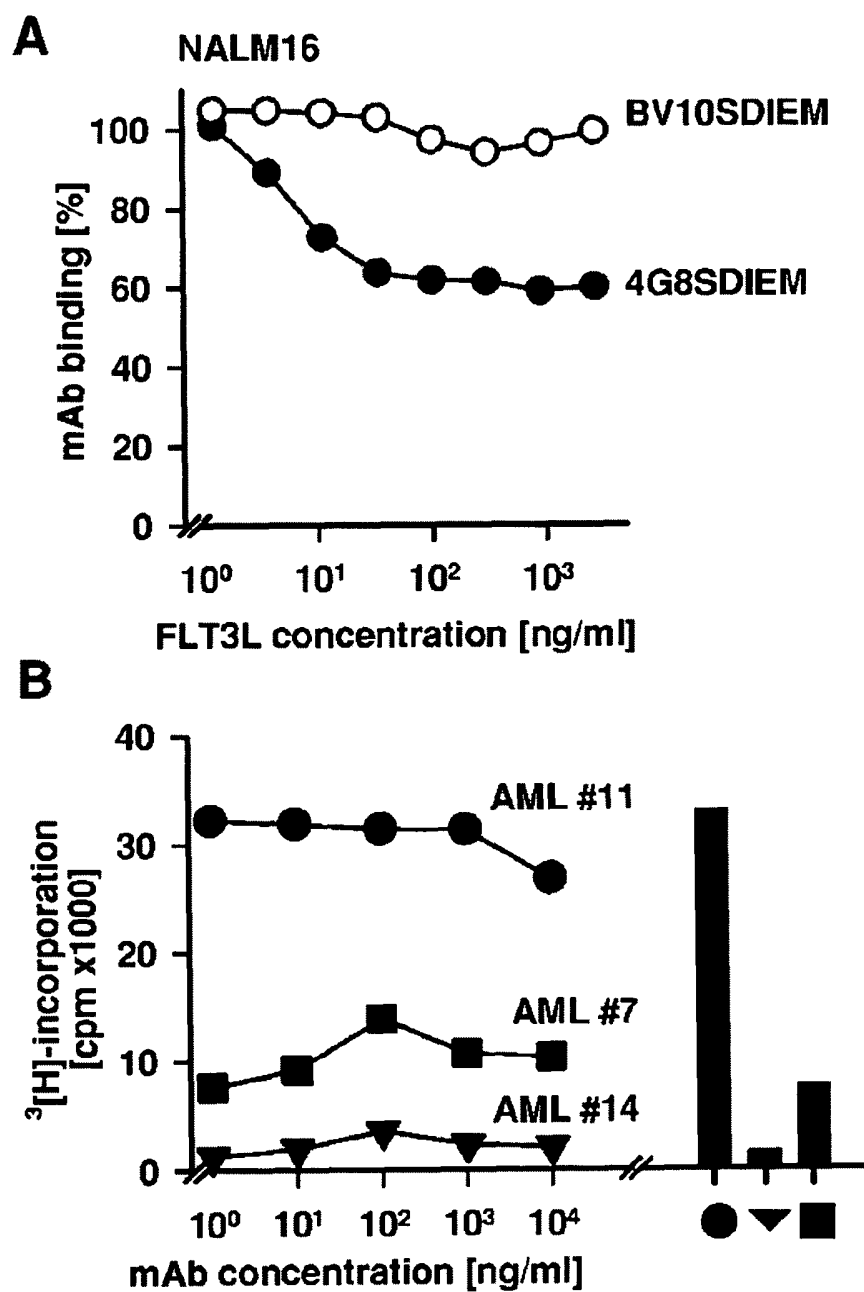 A
NALM16
BV10SDIEM
4G8SDIEM
mAb binding [%]
100
80
60
40
20
0
10⁰ 10¹ 10² 10³
FLT3L concentration [ng/ml]
B
³[H]-incorporation
[cpm x1000]
40
30
20
10
0
AML #11
AML #7
AML #14
10⁰ 10¹ 10² 10³ 10⁴
mAb concentration [ng/ml]